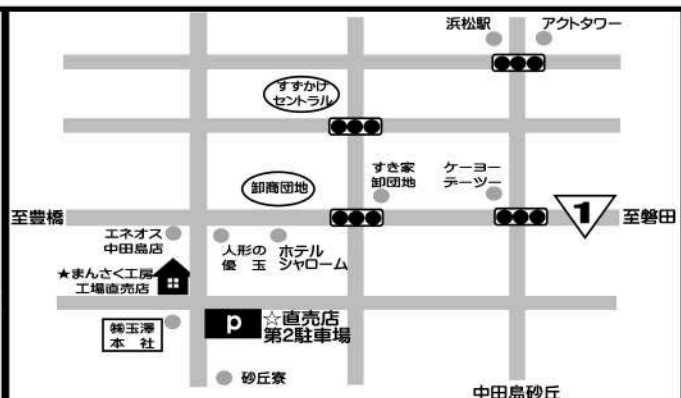 浜松駅
アクトタワー
すずかけ
セントラル
すき家
卸団地
ケーヨー
デーツー
卸商団地
至豊橋
1
至磐田
エネオス
中田島店
人形の
優玉
ホテル
シャローム
★まんさく工房
工場直売店
㈱玉澤
本社
P
☆直売店
第2駐車場
砂丘寮
中田島砂丘